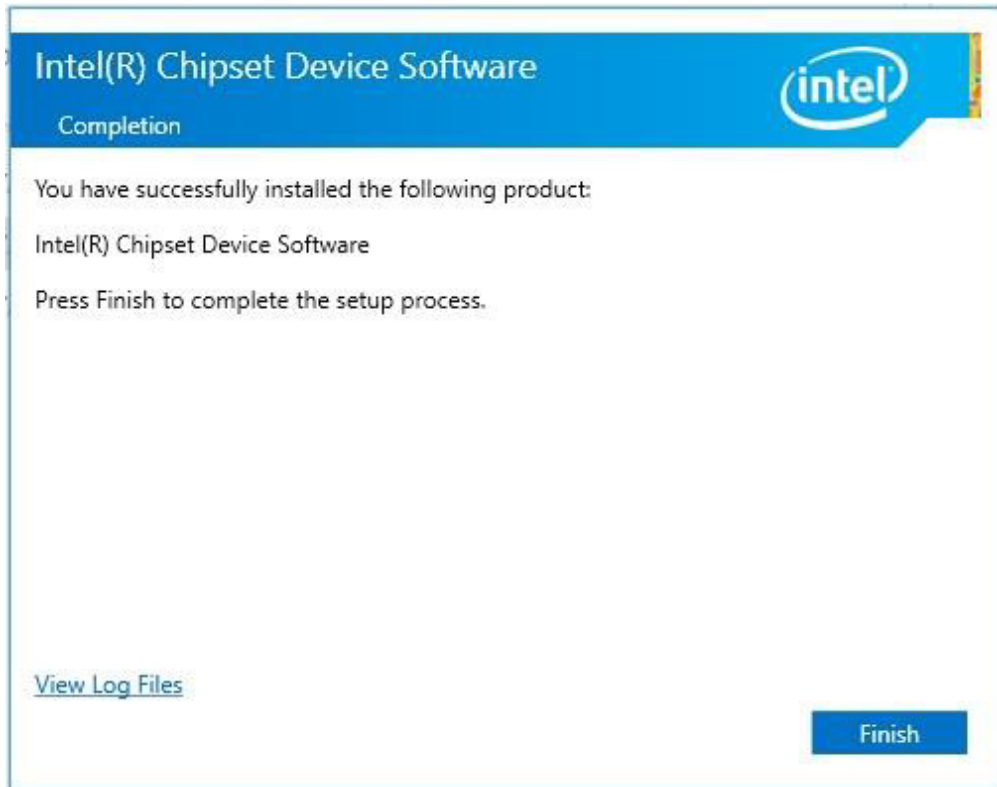 Intel(R) Chipset Device Software
intel
Completion
You have successfully installed the following product:
Intel(R) Chipset Device Software
Press Finish to complete the setup process.
View Log Files
Finish